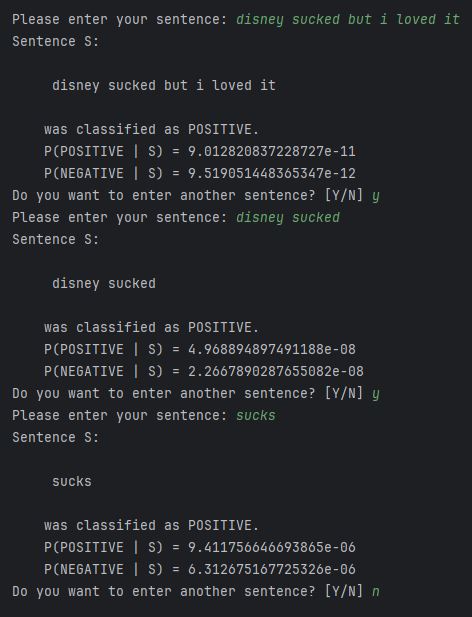 Please enter your sentence: disney sucked but i loved it
Sentence S:
disney sucked but i loved it
was classified as POSITIVE.
P(POSITIVE | S) = 9.012820837228727e-11
P(NEGATIVE | S) = 9.519051448365347e-12
Do you want to enter another sentence? [Y/N] y
Please enter your sentence: disney sucked
Sentence S:
disney sucked
was classified as POSITIVE.
P(POSITIVE | S) = 4.968894897491188e-08
P(NEGATIVE | S) = 2.2667890287655082e-08
Do you want to enter another sentence? [Y/N] y
Please enter your sentence: sucks
Sentence S:
sucks
was classified as POSITIVE.
P(POSITIVE | S) = 9.411756646693865e-06
P(NEGATIVE | S) = 6.312675167725326e-06
Do you want to enter another sentence? [Y/N] n